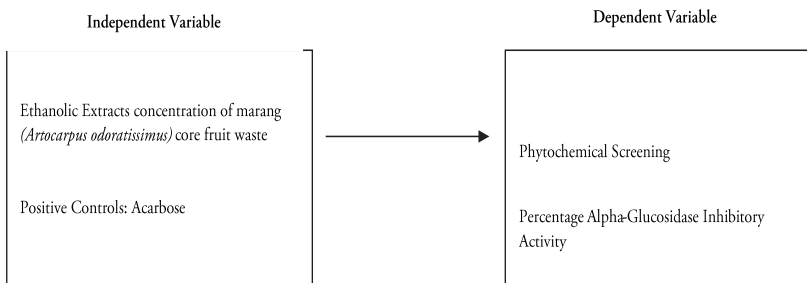 Independent Variable
Dependent Variable
Ethanolic Extracts concentration of marang
(Artocarpus odoratissimus) core fruit waste
Positive Controls: Acarbose
Phytochemical Screening
Percentage Alpha-Glucosidase Inhibitory
Activity